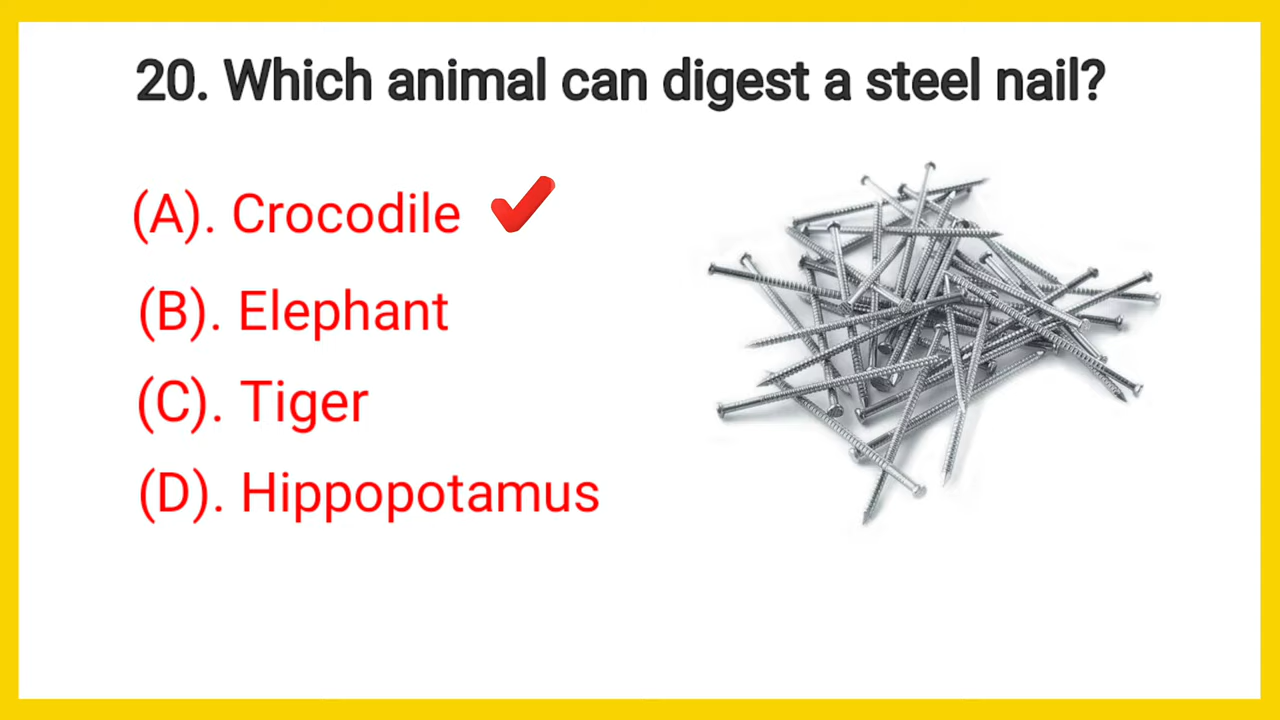 20. Which animal can digest a steel nail?
(A). Crocodile
(B). Elephant
(C). Tiger
(D). Hippopotamus